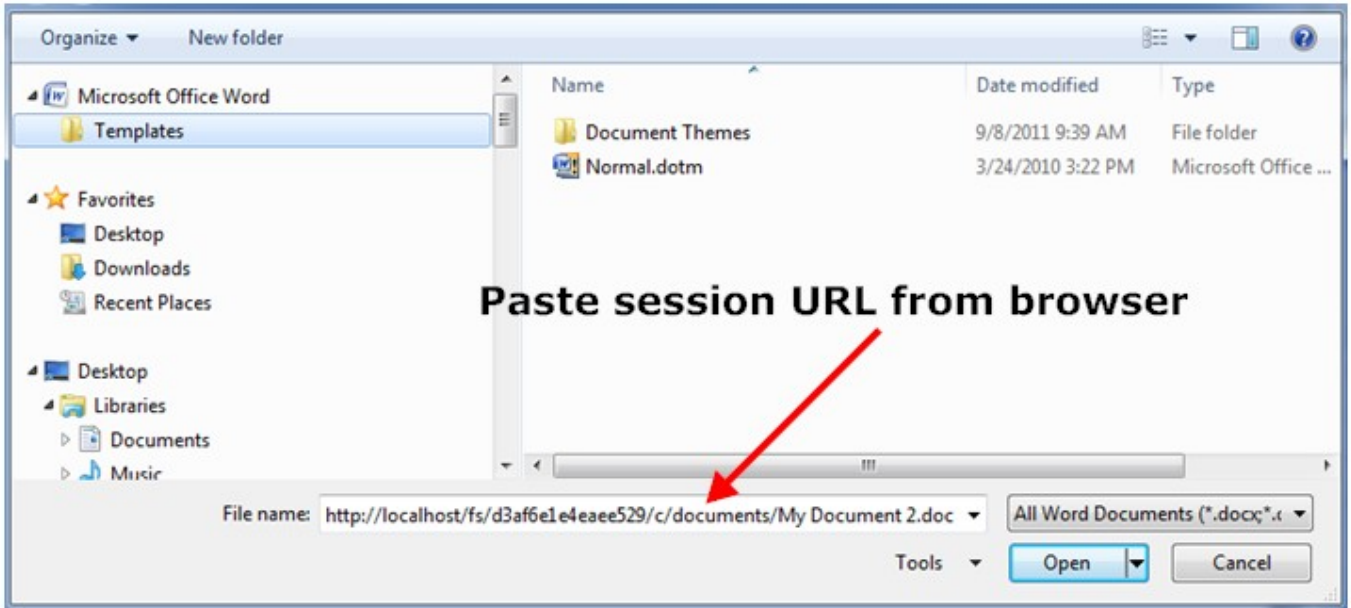 Organize New folder
Microsoft Office Word
Templates
Favorites
Desktop
Downloads
Recent Places
Desktop
Libraries
Documents
Music
Name Date modified Type
Document Themes 9/8/2011 9:39 AM File folder
Normal.dotm 3/24/2010 3:22 PM Microsoft Office ...
Paste session URL from browser
File name: http://localhost/fs/d3af6e1e4eaee529/c/documents/My Document 2.doc All Word Documents (*.docx;*.c
Tools Open Cancel